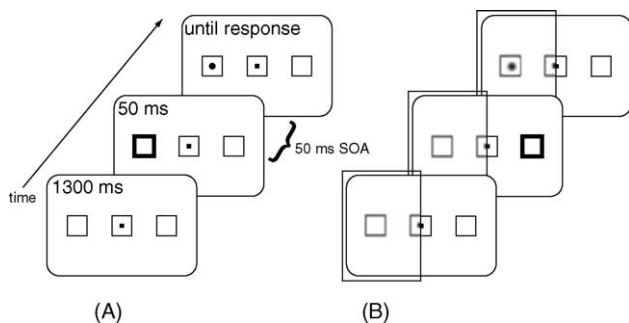 until response
50 ms
50 ms SOA
time
1300 ms
(A)
(B)